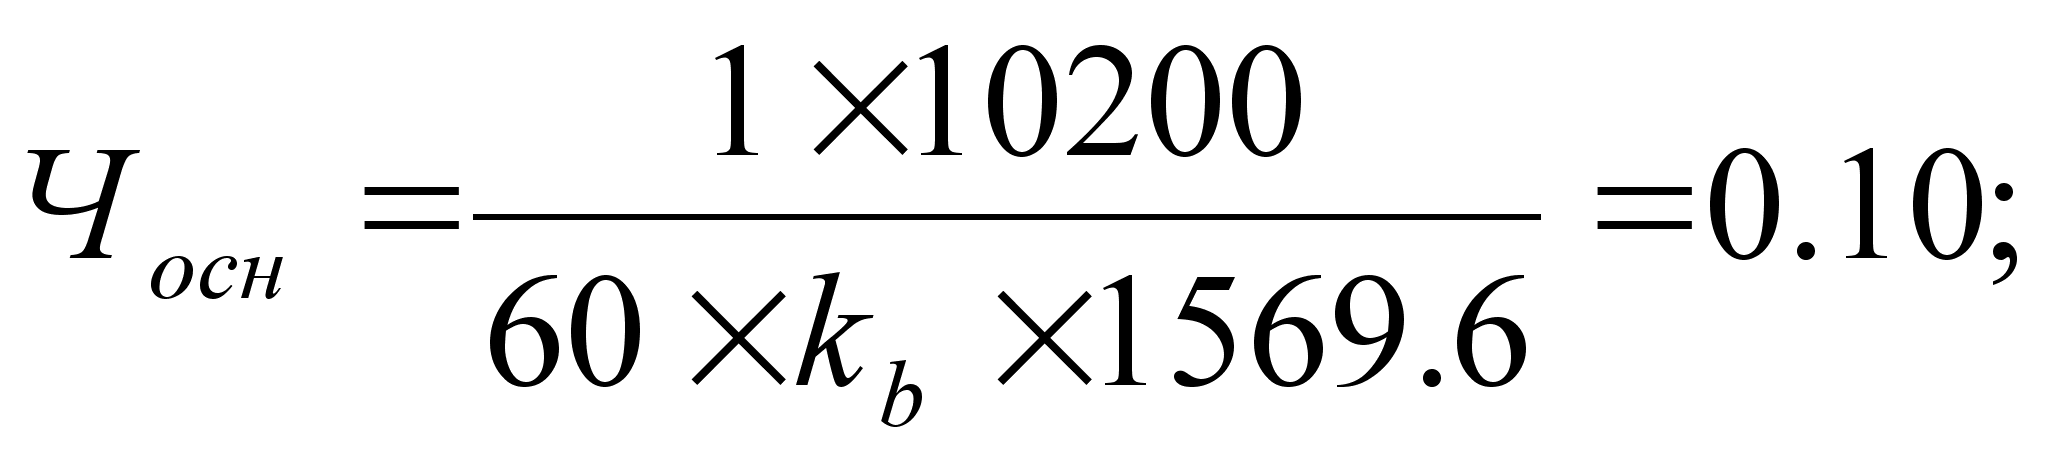 Ч осн = 1 × 10200 / 60 × k b × 1569.6 = 0.10;